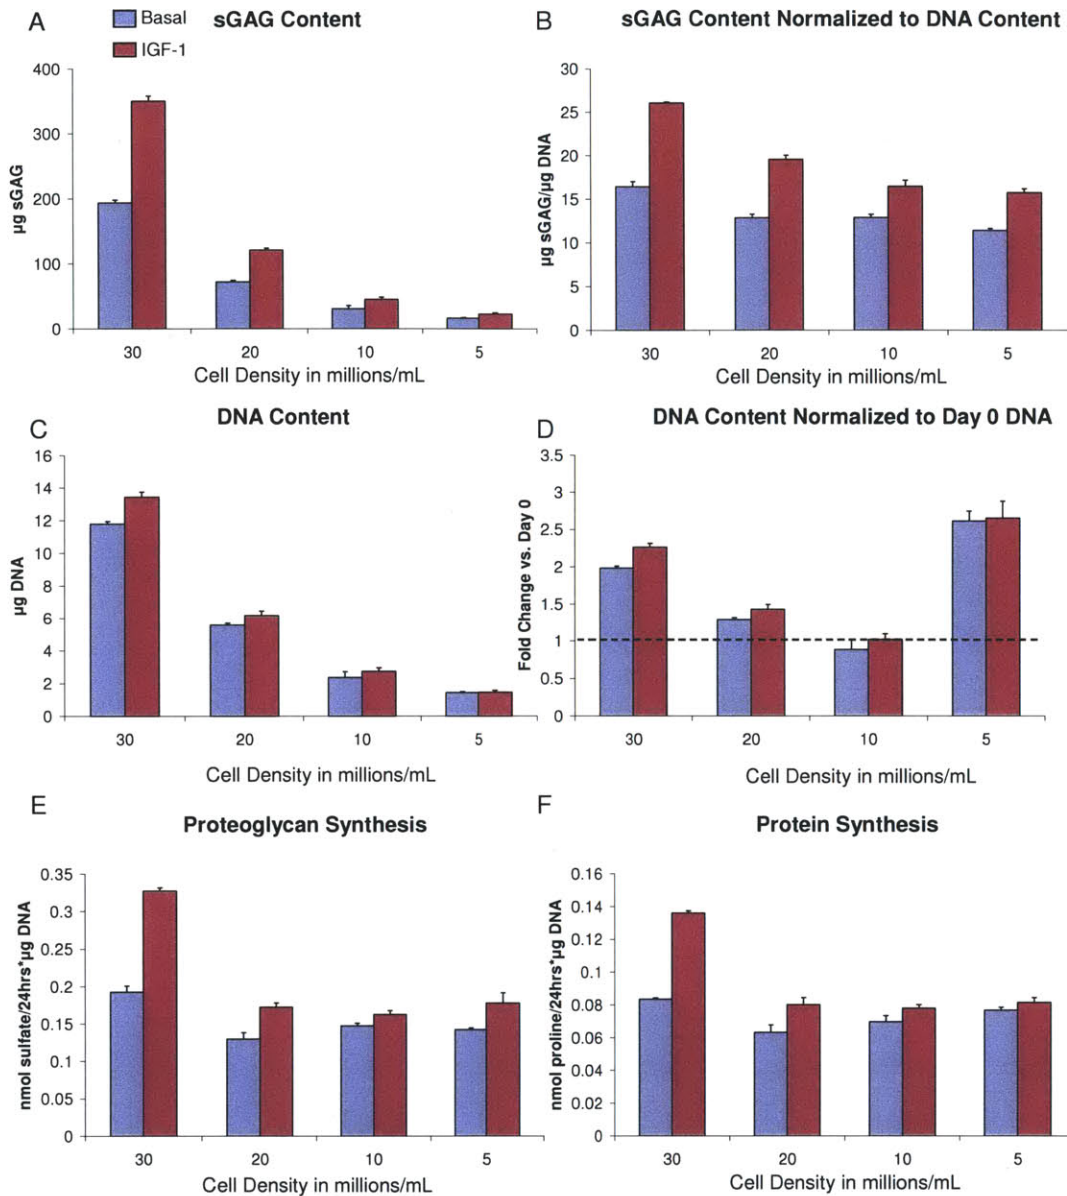 A
Basal
IGF-1
sGAG Content
µg sGAG
400
300
200
100
0
30 20 10 5
Cell Density in millions/mL
B
sGAG Content Normalized to DNA Content
µg sGAG/µg DNA
30
25
20
15
10
5
0
30 20 10 5
Cell Density in millions/mL
C
DNA Content
µg DNA
16
14
12
10
8
6
4
2
0
30 20 10 5
Cell Density in millions/mL
D
DNA Content Normalized to Day 0 DNA
Fold Change vs. Day 0
3.5
3
2.5
2
1.5
1
0.5
0
30 20 10 5
Cell Density in millions/mL
E
Proteoglycan Synthesis
nmol sulfate/24hrs*µg DNA
0.35
0.3
0.25
0.2
0.15
0.1
0.05
0
30 20 10 5
Cell Density in millions/mL
F
Protein Synthesis
nmol proline/24hrs*µg DNA
0.16
0.14
0.12
0.1
0.08
0.06
0.04
0.02
0
30 20 10 5
Cell Density in millions/mL